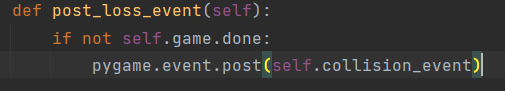 def post_loss_event(self):
    if not self.game.done:
        pygame.event.post(self.collision_event)